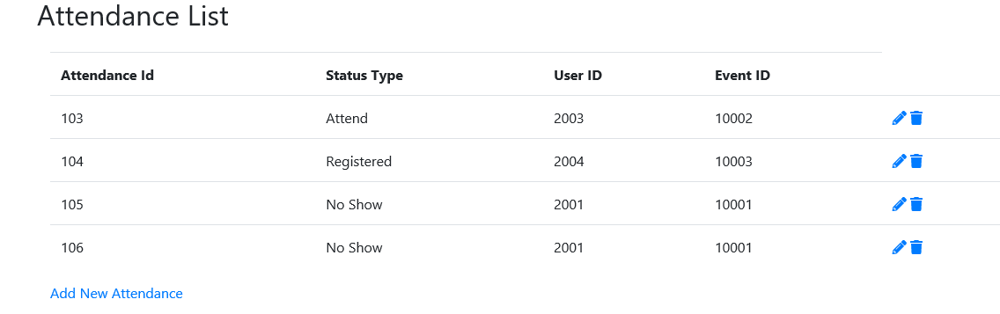 Attendance List
Attendance Id Status Type User ID Event ID
103 Attend 2003 10002
104 Registered 2004 10003
105 No Show 2001 10001
106 No Show 2001 10001
Add New Attendance